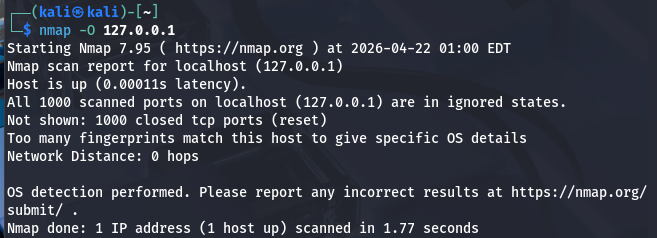 ┌──(kali㉿kali)-[~]
└─$ nmap -O 127.0.0.1
Starting Nmap 7.95 ( https://nmap.org ) at 2026-04-22 01:00 EDT
Nmap scan report for localhost (127.0.0.1)
Host is up (0.00011s latency).
All 1000 scanned ports on localhost (127.0.0.1) are in ignored states.
Not shown: 1000 closed tcp ports (reset)
Too many fingerprints match this host to give specific OS details
Network Distance: 0 hops

OS detection performed. Please report any incorrect results at https://nmap.org/
submit/ .
Nmap done: 1 IP address (1 host up) scanned in 1.77 seconds